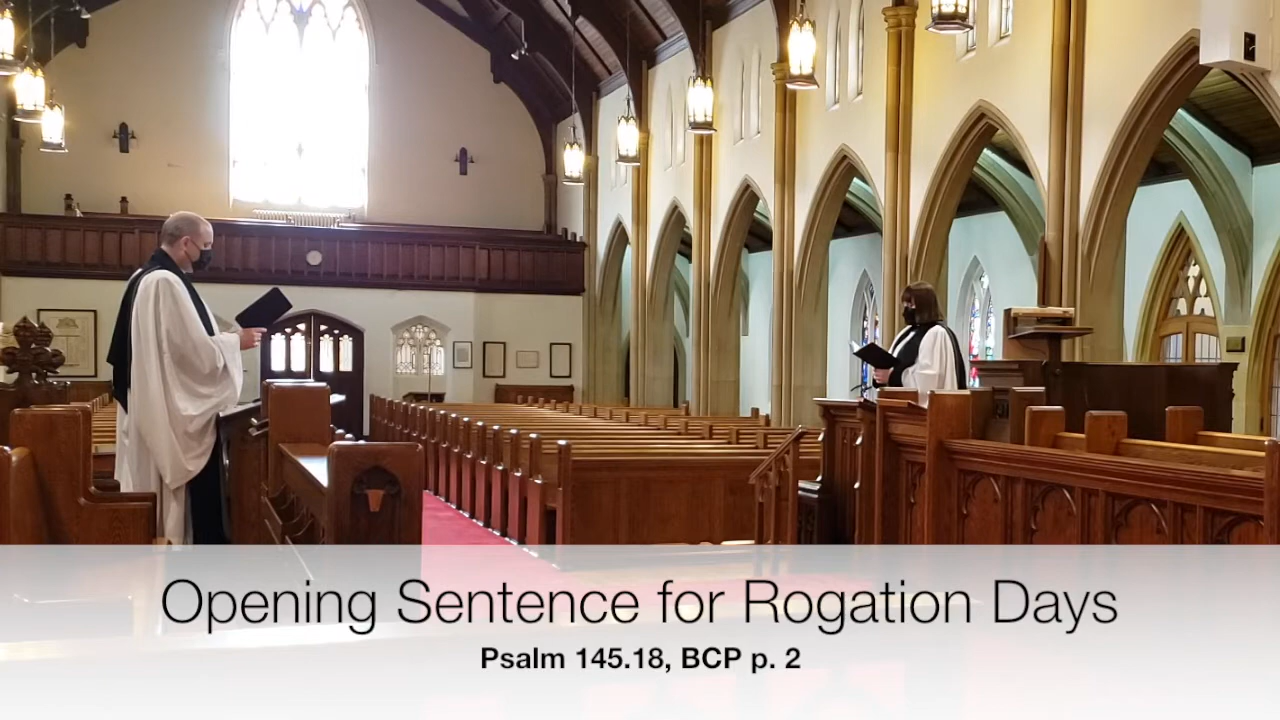 Opening Sentence for Rogation Days
Psalm 145.18, BCP p. 2